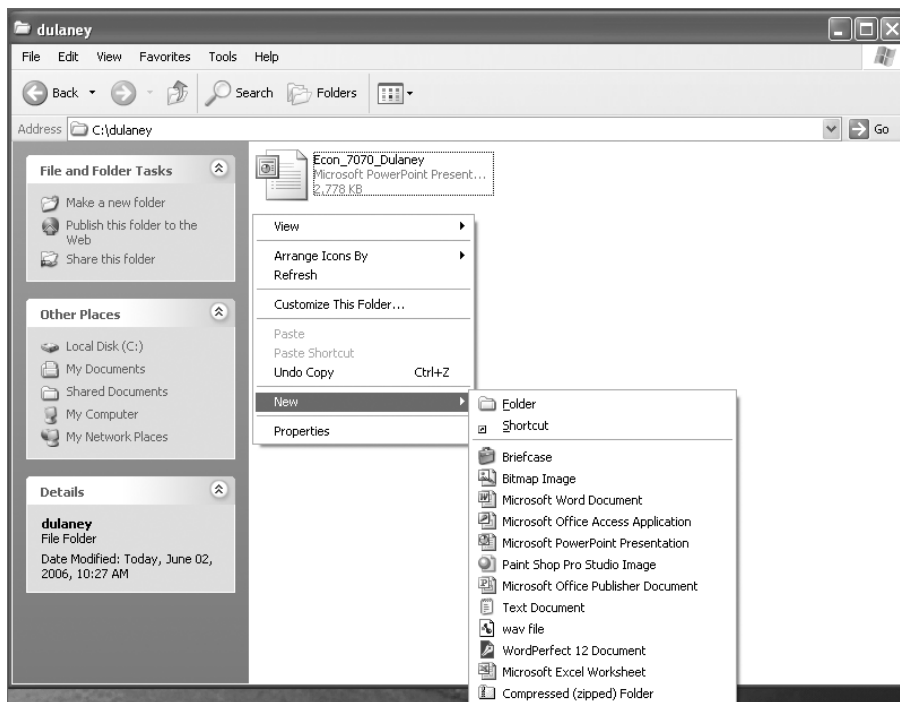 dulaney
File Edit View Favorites Tools Help
Back Search Folders
Address C:\dulaney Go
File and Folder Tasks
Make a new folder
Publish this folder to the
Web
Share this folder
Other Places
Local Disk (C:)
My Documents
Shared Documents
My Computer
My Network Places
Details
dulaney
File Folder
Date Modified: Today, June 02,
2006, 10:27 AM
Econ_7070_Dulaney
Microsoft PowerPoint Present...
2,778 KB
View
Arrange Icons By
Refresh
Customize This Folder...
Paste
Paste Shortcut
Undo Copy Ctrl+Z
New
Properties
Folder
Shortcut
Briefcase
Bitmap Image
Microsoft Word Document
Microsoft Office Access Application
Microsoft PowerPoint Presentation
Paint Shop Pro Studio Image
Microsoft Office Publisher Document
Text Document
wav file
WordPerfect 12 Document
Microsoft Excel Worksheet
Compressed (zipped) Folder